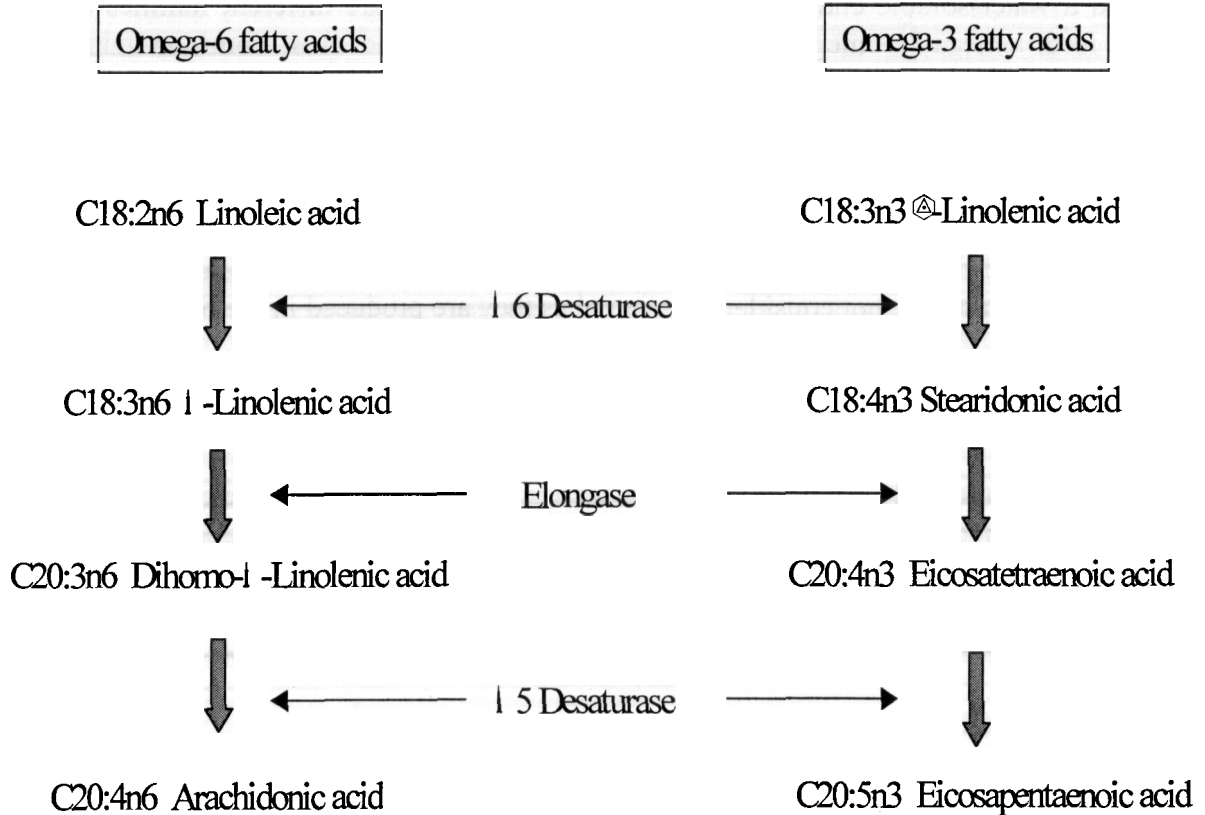 Omega-6 fatty acids
Omega-3 fatty acids
C18:2n6 Linoleic acid
C18:3n3 -Linolenic acid
6 Desaturase
C18:3n6 -Linolenic acid
C18:4n3 Stearidonic acid
Elongase
C20:3n6 Dihomo- -Linolenic acid
C20:4n3 Eicosatetraenoic acid
5 Desaturase
C20:4n6 Arachidonic acid
C20:5n3 Eicosapentaenoic acid